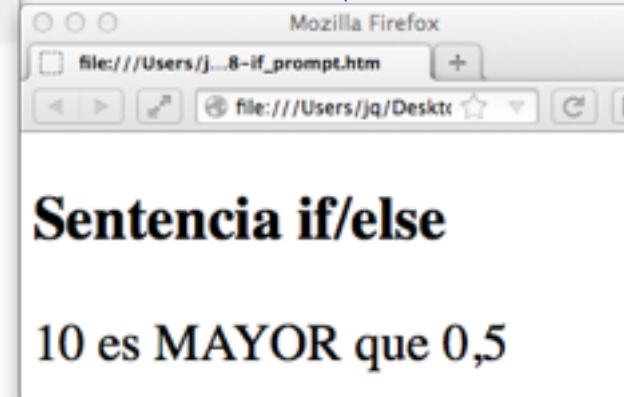 Mozilla Firefox
file:///Users/j...8-if_prompt.htm
file:///Users/jq/Deskto
Sentencia if/else
10 es MAYOR que 0,5